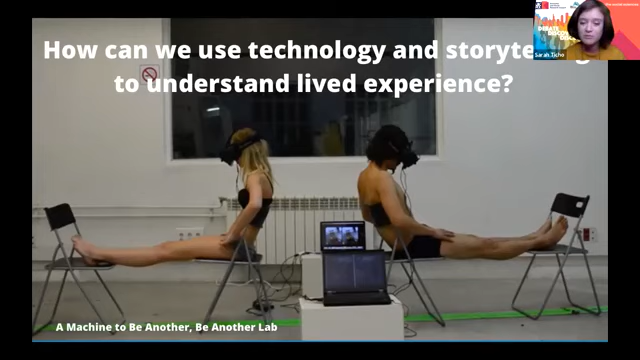 How can we use technology and storyte
to understand lived experience?
Sarah Ticho
A Machine to Be Another, Be Another Lab